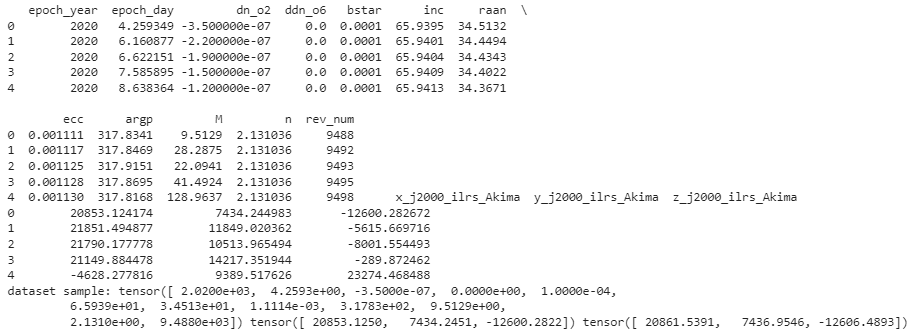 epoch_year epoch_day dn_o2 ddn_o6 bstar inc raan \
0 2020 4.259349 -3.500000e-07 0.0 0.0001 65.9395 34.5132
1 2020 6.160877 -2.200000e-07 0.0 0.0001 65.9401 34.4494
2 2020 6.622151 -1.900000e-07 0.0 0.0001 65.9404 34.4343
3 2020 7.585895 -1.500000e-07 0.0 0.0001 65.9409 34.4022
4 2020 8.638364 -1.200000e-07 0.0 0.0001 65.9413 34.3671
ecc argp M n rev_num
0 0.001111 317.8341 9.5129 2.131036 9488
1 0.001117 317.8469 28.2875 2.131036 9492
2 0.001125 317.9151 22.0941 2.131036 9493
3 0.001128 317.8695 41.4924 2.131036 9495
4 0.001130 317.8168 128.9637 2.131036 9498 x_j2000_ilrs_Akima y_j2000_ilrs_Akima z_j2000_ilrs_Akima
0 20853.124174 7434.244983 -12600.282672
1 21851.494877 11849.020362 -5615.669716
2 21790.177778 10513.965494 -8001.554493
3 21149.884478 14217.351944 -289.872462
4 -4628.277816 9389.517626 23274.468488
dataset sample: tensor([ 2.0200e+03, 4.2593e+00, -3.5000e-07, 0.0000e+00, 1.0000e-04,
6.5939e+01, 3.4513e+01, 1.1114e-03, 3.1783e+02, 9.5129e+00,
2.1310e+00, 9.4880e+03]) tensor([ 20853.1250, 7434.2451, -12600.2822]) tensor([ 20861.5391, 7436.9546, -12606.4893])